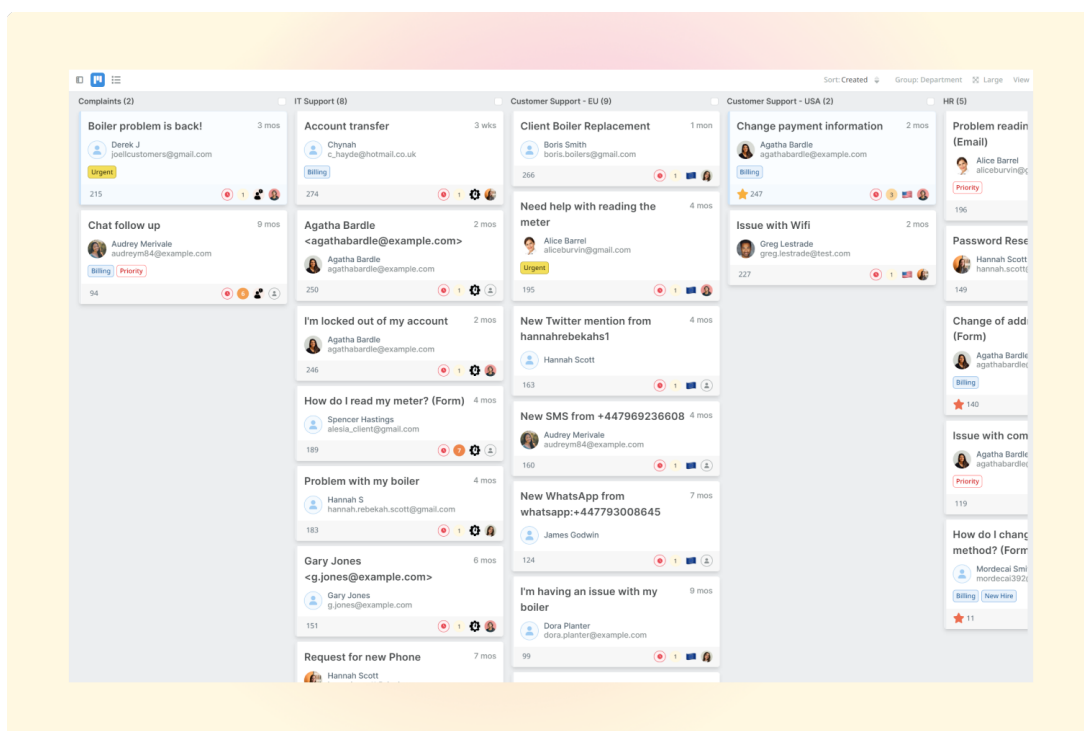 Sort: Created
Group: Department
Large
View
Complaints (2)
Boiler problem is back!
3 mos
Derek J
joeilcustomers@gmail.com
Urgent
215
1
Chat follow up
9 mos
Audrey Merivale
audreym84@example.com
Billing
Priority
94
6
IT Support (8)
Account transfer
3 wks
Chynah
c_hayde@hotmail.co.uk
Billing
274
1
Agatha Bardle
2 mos
<agathabardle@example.com>
Agatha Bardle
agathabardle@example.com
250
1
I'm locked out of my account
2 mos
Agatha Bardle
agathabardle@example.com
246
1
How do I read my meter? (Form)
4 mos
Spencer Hastings
alesia_client@gmail.com
189
7
Problem with my boiler
4 mos
Hannah S
hannah.rebekah.scott@gmail.com
183
1
Gary Jones
6 mos
<g.jones@example.com>
Gary Jones
g.jones@example.com
151
1
Request for new Phone
7 mos
Hannah Scott
Customer Support - EU (9)
Client Boiler Replacement
1 mon
Boris Smith
boris.boilers@gmail.com
266
1
Need help with reading the
4 mos
meter
Alice Barrel
aliceburvin@gmail.com
Urgent
195
1
New Twitter mention from
4 mos
hannahrebekahs1
Hannah Scott
163
1
New SMS from +447969236608
4 mos
Audrey Merivale
audreym84@example.com
160
1
New WhatsApp from
7 mos
whatsapp:+447793008645
James Godwin
124
1
I'm having an issue with my
9 mos
boiler
Dora Planter
dora.planter@example.com
99
1
Customer Support - USA (2)
Change payment information
2 mos
Agatha Bardle
agathabardle@example.com
Billing
247
3
Issue with Wifi
2 mos
Greg Lestrade
greg.lestrade@test.com
227
1
HR (5)
Problem readin
(Email)
Alice Barrel
aliceburvin@g
Priority
196
Password Rese
Hannah Scott
hannah.scott
149
Change of add
(Form)
Agatha Bardle
agathabardle
Billing
140
Issue with com
Agatha Bardle
agathabardle
Priority
119
How do I chang
method? (Form
Mordecai Smi
mordecai392
Billing
New Hire
11